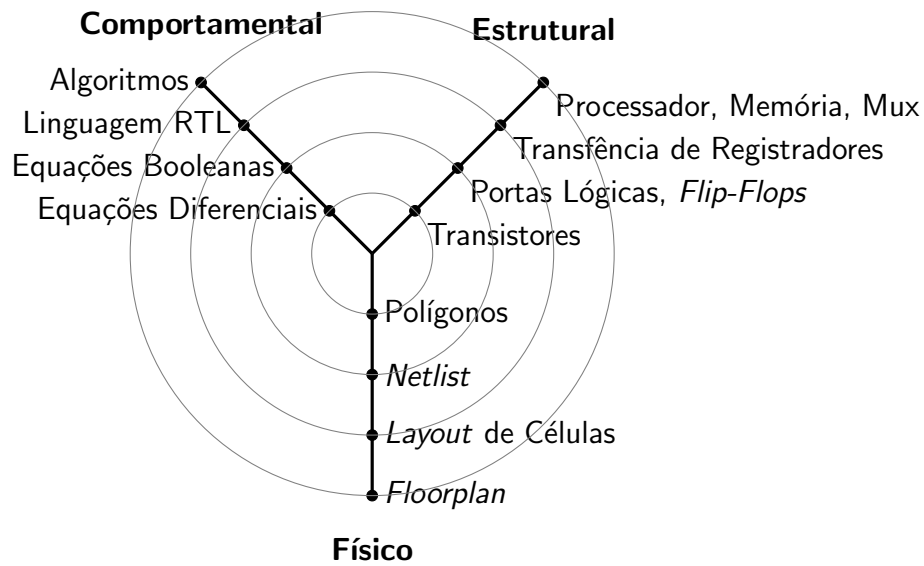 Comportamental
Estrutural
Algoritmos
Linguagem RTL
Equações Booleanas
Equações Diferenciais
Processador, Memória, Mux
Transfência de Registradores
Portas Lógicas, Flip-Flops
Transistores
Polígonos
Netlist
Layout de Células
Floorplan
Físico